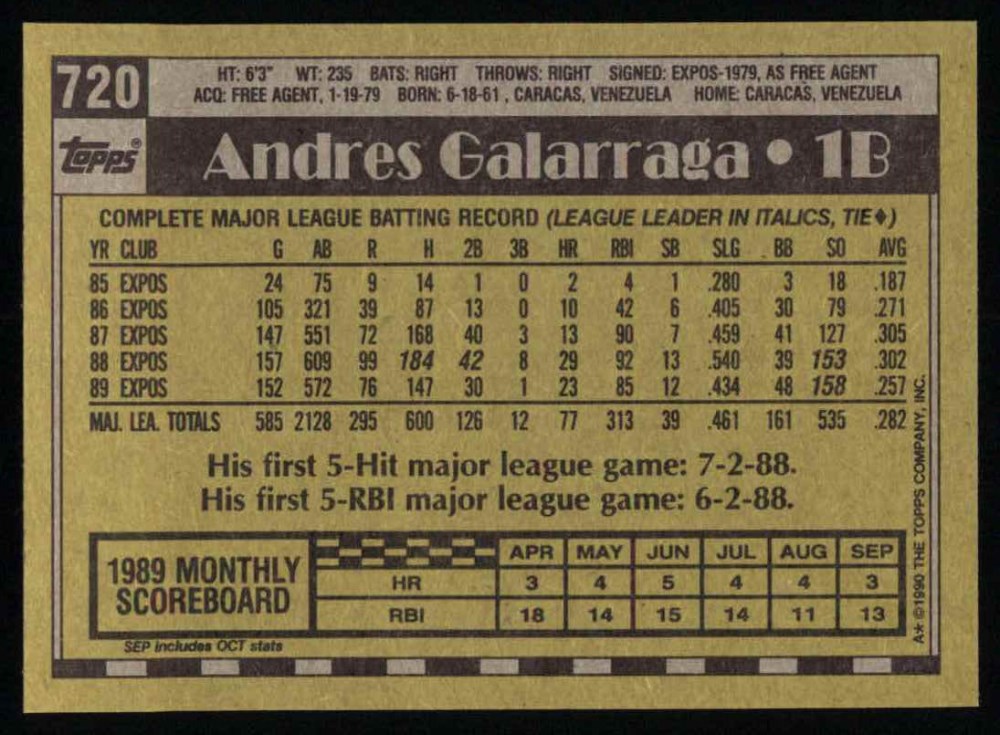 720
HT: 6'3" WT: 235 BATS: RIGHT THROWS: RIGHT SIGNED: EXPOS-1979, AS FREE AGENT
ACQ: FREE AGENT, 1-19-79 BORN: 6-18-61 , CARACAS, VENEZUELA HOME: CARACAS, VENEZUELA
topps®
Andres Galarraga • 1B
COMPLETE MAJOR LEAGUE BATTING RECORD (LEAGUE LEADER IN ITALICS, TIE♦)
YR CLUB G AB R H 2B 3B HR RBI SB SLG BB SO AVG
85 EXPOS 24 75 9 14 1 0 2 4 1 .280 3 18 .187
86 EXPOS 105 321 39 87 13 0 10 42 6 .405 30 79 .271
87 EXPOS 147 551 72 168 40 3 13 90 7 .459 41 127 .305
88 EXPOS 157 609 99 184 42 8 29 92 13 .540 39 153 .302
89 EXPOS 152 572 76 147 30 1 23 85 12 .434 48 158 .257
MAJ. LEA. TOTALS 585 2128 295 600 126 12 77 313 39 .461 161 535 .282
His first 5-Hit major league game: 7-2-88.
His first 5-RBI major league game: 6-2-88.
1989 MONTHLY
SCOREBOARD
APR MAY JUN JUL AUG SEP
HR 3 4 5 4 4 3
RBI 18 14 15 14 11 13
SEP includes OCT stats
A★ ©1990 THE TOPPS COMPANY, INC.